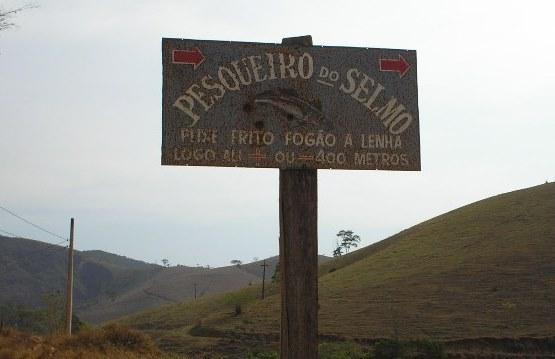 PESQUEIRO DO SELMO
PEIXE FRITO FOGÃO A LENHA
LOGO ALI + OU - 400 METROS